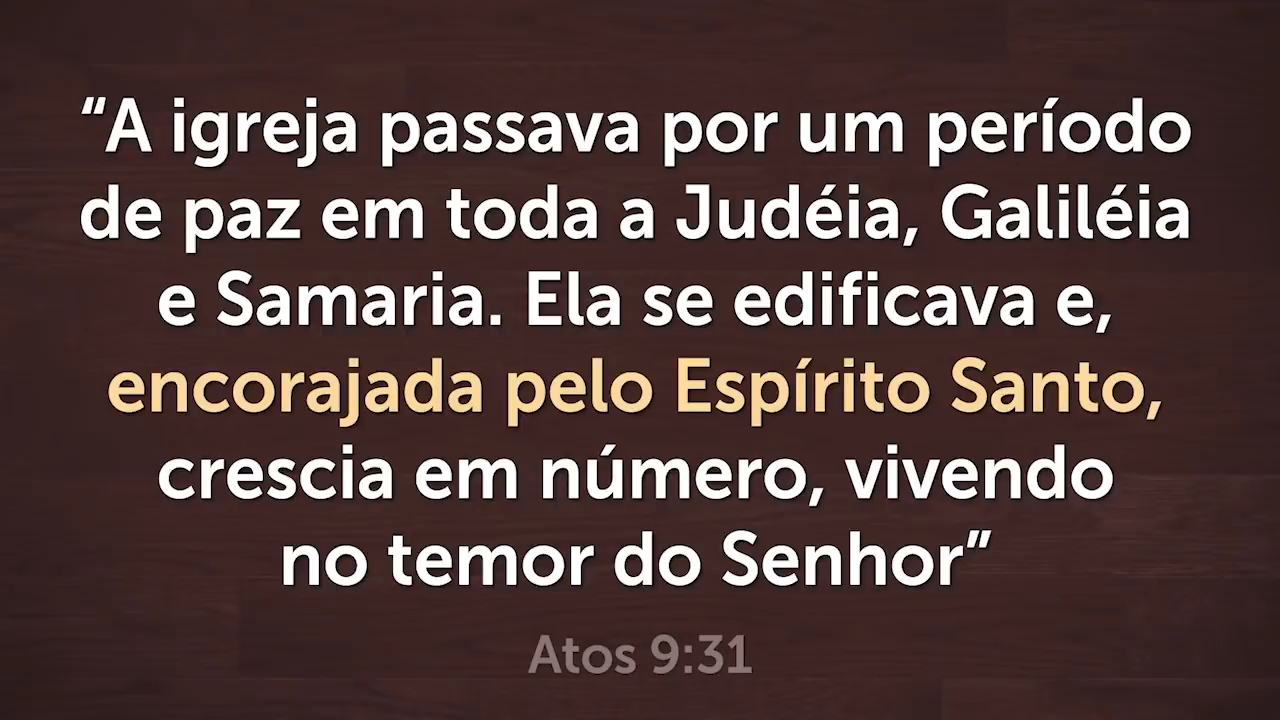 “A igreja passava por um período
de paz em toda a Judéia, Galiléia
e Samaria. Ela se edificava e,
encorajada pelo Espírito Santo,
crescia em número, vivendo
no temor do Senhor”
Atos 9:31